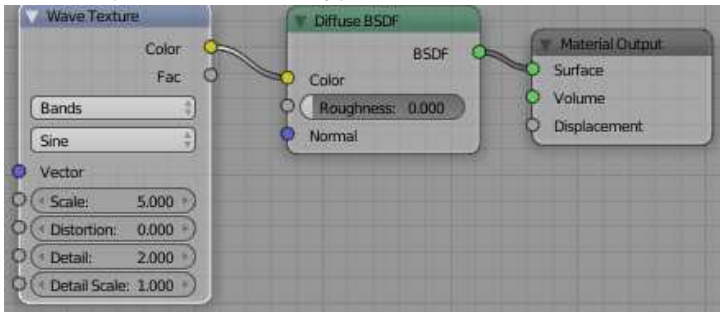 Wave Texture
Color
Fac
Bands
Sine
Vector
Scale: 5.000
Distortion: 0.000
Detail: 2.000
Detail Scale: 1.000
Diffuse BSDF
BSDF
Color
Roughness: 0.000
Normal
Material Output
Surface
Volume
Displacement